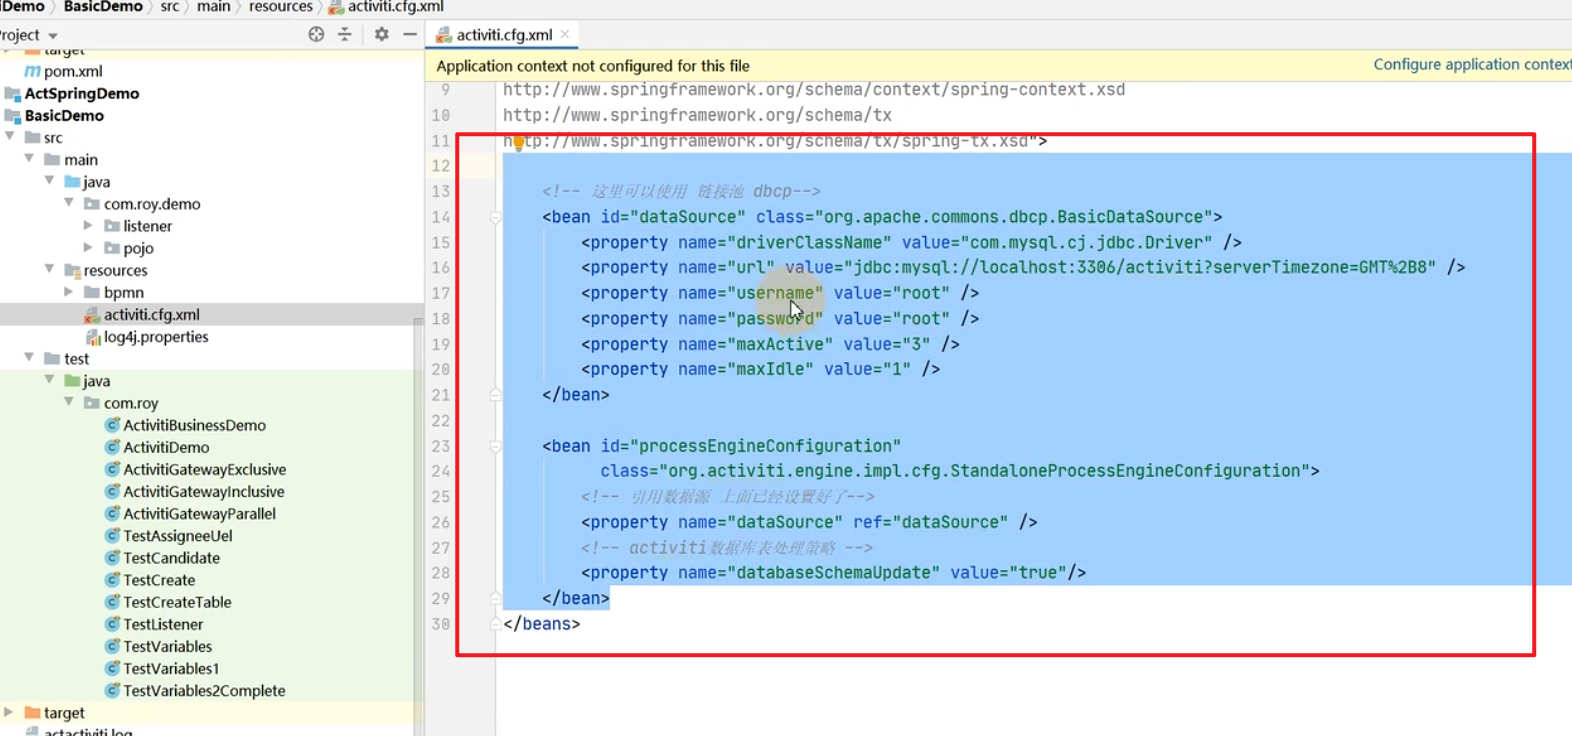 iDemo BasicDemo src main resources activiti.cfg.xml
roject
activiti.cfg.xml
Application context not configured for this file
Configure application context
target
pom.xml
ActSpringDemo
BasicDemo
src
main
java
com.roy.demo
listener
pojo
resources
bpmn
activiti.cfg.xml
log4j.properties
test
java
com.roy
ActivitiBusinessDemo
ActivitiDemo
ActivitiGatewayExclusive
ActivitiGatewayInclusive
ActivitiGatewayParallel
TestAssigneeUel
TestCandidate
TestCreate
TestCreateTable
TestListener
TestVariables
TestVariables1
TestVariables2Complete
target
actactiviti.log
9 http://www.springframework.org/schema/context/spring-context.xsd
10 http://www.springframework.org/schema/tx
11 http://www.springframework.org/schema/tx/spring-tx.xsd">
12
13 <!-- 这里可以使用 链接池 dbcp-->
14 <bean id="dataSource" class="org.apache.commons.dbcp.BasicDataSource">
15 <property name="driverClassName" value="com.mysql.cj.jdbc.Driver" />
16 <property name="url" value="jdbc:mysql://localhost:3306/activiti?serverTimezone=GMT%2B8" />
17 <property name="username" value="root" />
18 <property name="password" value="root" />
19 <property name="maxActive" value="3" />
20 <property name="maxIdle" value="1" />
21 </bean>
22
23 <bean id="processEngineConfiguration"
24 class="org.activiti.engine.impl.cfg.StandaloneProcessEngineConfiguration">
25 <!-- 引用数据源 上面已经设置好了-->
26 <property name="dataSource" ref="dataSource" />
27 <!-- activiti数据库表处理策略 -->
28 <property name="databaseSchemaUpdate" value="true"/>
29 </bean>
30 </beans>